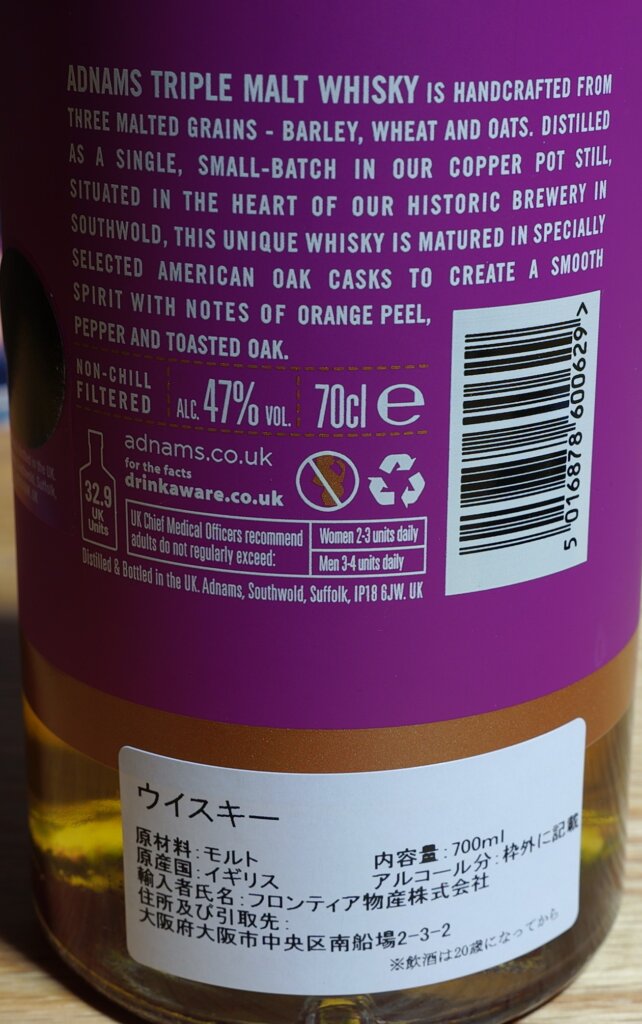 ADNAMS TRIPLE MALT WHISKY IS HANDCRAFTED FROM
THREE MALTED GRAINS - BARLEY, WHEAT AND OATS. DISTILLED
AS A SINGLE, SMALL-BATCH IN OUR COPPER POT STILL,
SITUATED IN THE HEART OF OUR HISTORIC BREWERY IN
SOUTHWOLD, THIS UNIQUE WHISKY IS MATURED IN SPECIALLY
SELECTED AMERICAN OAK CASKS TO CREATE A SMOOTH
SPIRIT WITH NOTES OF ORANGE PEEL,
PEPPER AND TOASTED OAK.
NON-CHILL
FILTERED
ALC. 47% VOL.
70cl e
adnams.co.uk
for the facts
drinkaware.co.uk
32.9
UK
Units
UK Chief Medical Officers recommend
adults do not regularly exceed:
Women 2-3 units daily
Men 3-4 units daily
Distilled & Bottled in the UK. Adnams, Southwold, Suffolk, IP18 6JW. UK
5 016878 600629 >
ウイスキー
原材料:モルト 内容量:700ml
原産国:イギリス アルコール分:枠外に記載
輸入者氏名:フロンティア物産株式会社
住所及び引取先:
大阪府大阪市中央区南船場2-3-2
※飲酒は20歳になってから